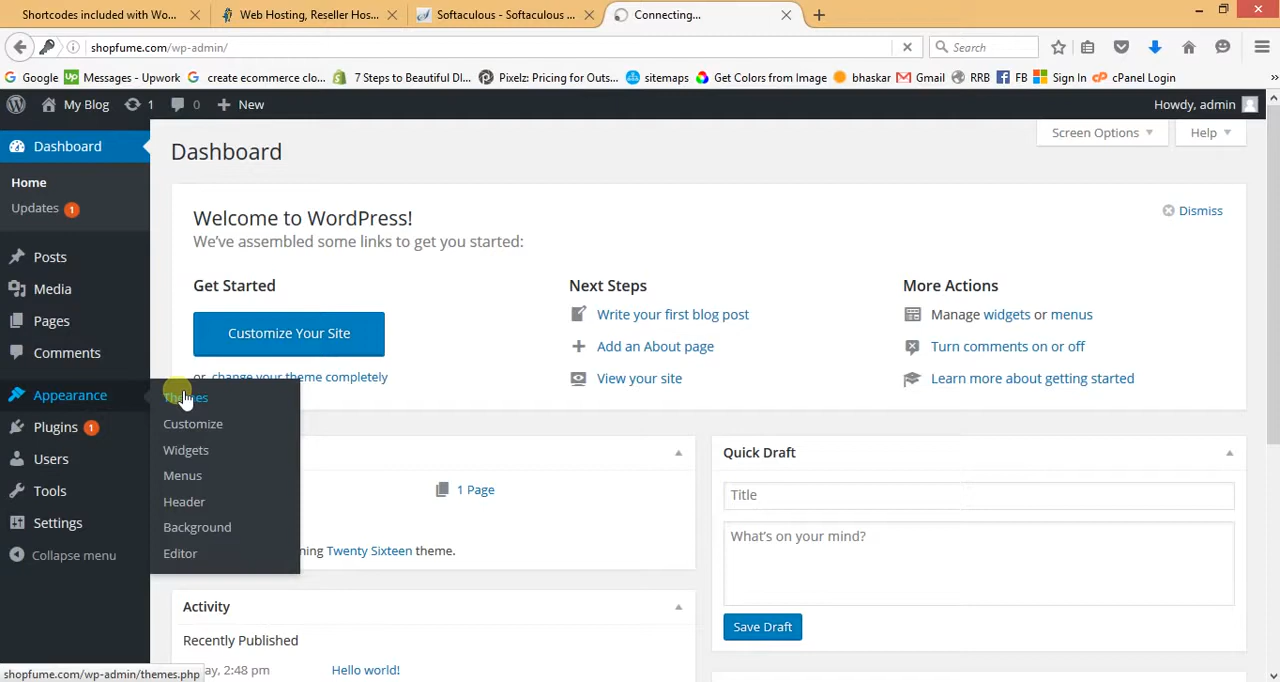 Shortcodes included with Wo...
Web Hosting, Reseller Hos...
Softaculous - Softaculous ...
Connecting...
shopfume.com/wp-admin/
Search
Google
Messages - Upwork
create ecommerce clo...
7 Steps to Beautiful DI...
Pixelz: Pricing for Outs...
sitemaps
Get Colors from Image
bhaskar
Gmail
RRB
FB
Sign In
cPanel Login
My Blog
1
0
New
Howdy, admin
Dashboard
Home
Updates 1
Posts
Media
Pages
Comments
Appearance
Plugins 1
Users
Tools
Settings
Collapse menu
Themes
Customize
Widgets
Menus
Header
Background
Editor
Dashboard
Screen Options
Help
Welcome to WordPress!
We've assembled some links to get you started:
Dismiss
Get Started
Customize Your Site
or, change your theme completely
Next Steps
Write your first blog post
Add an About page
View your site
More Actions
Manage widgets or menus
Turn comments on or off
Learn more about getting started
1 Page
ning Twenty Sixteen theme.
Activity
Recently Published
ay, 2:48 pm
Hello world!
Quick Draft
Title
What's on your mind?
Save Draft
shopfume.com/wp-admin/themes.php